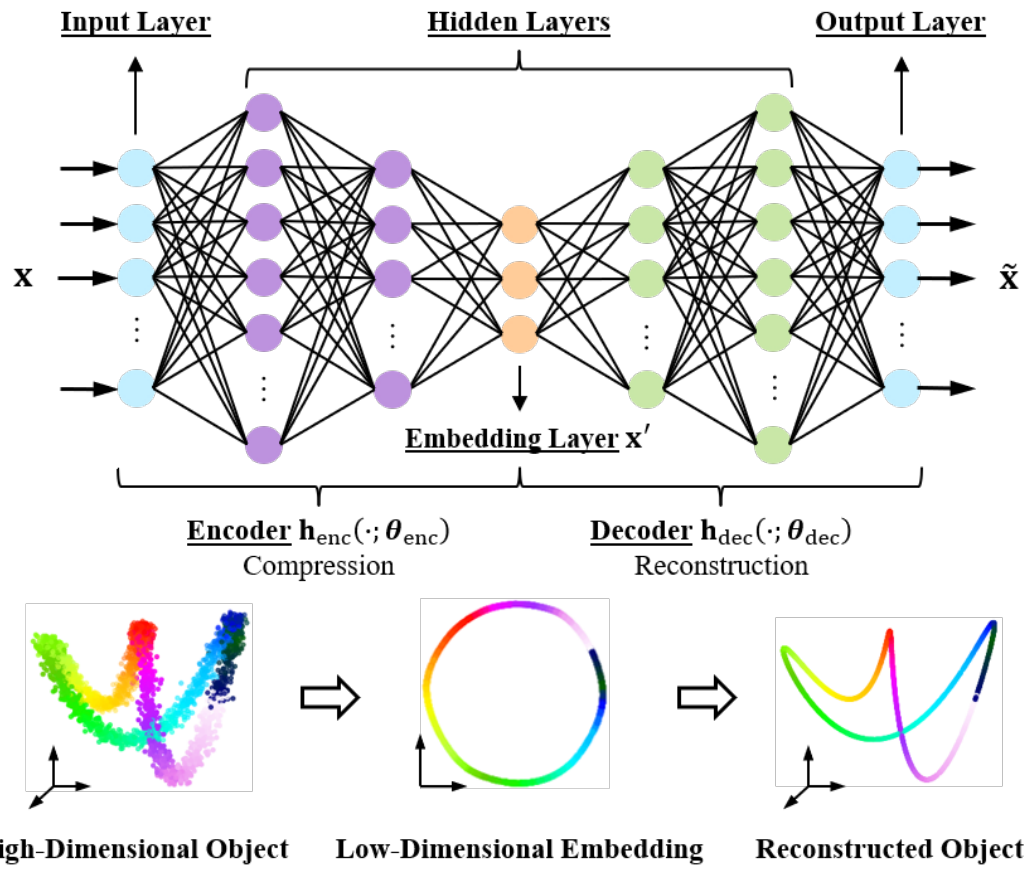 Input Layer
Hidden Layers
Output Layer
x
x̃
Embedding Layer x′
Encoder h_enc(·; θ_enc)
Decoder h_dec(·; θ_dec)
Compression
Reconstruction
igh-Dimensional Object
Low-Dimensional Embedding
Reconstructed Object